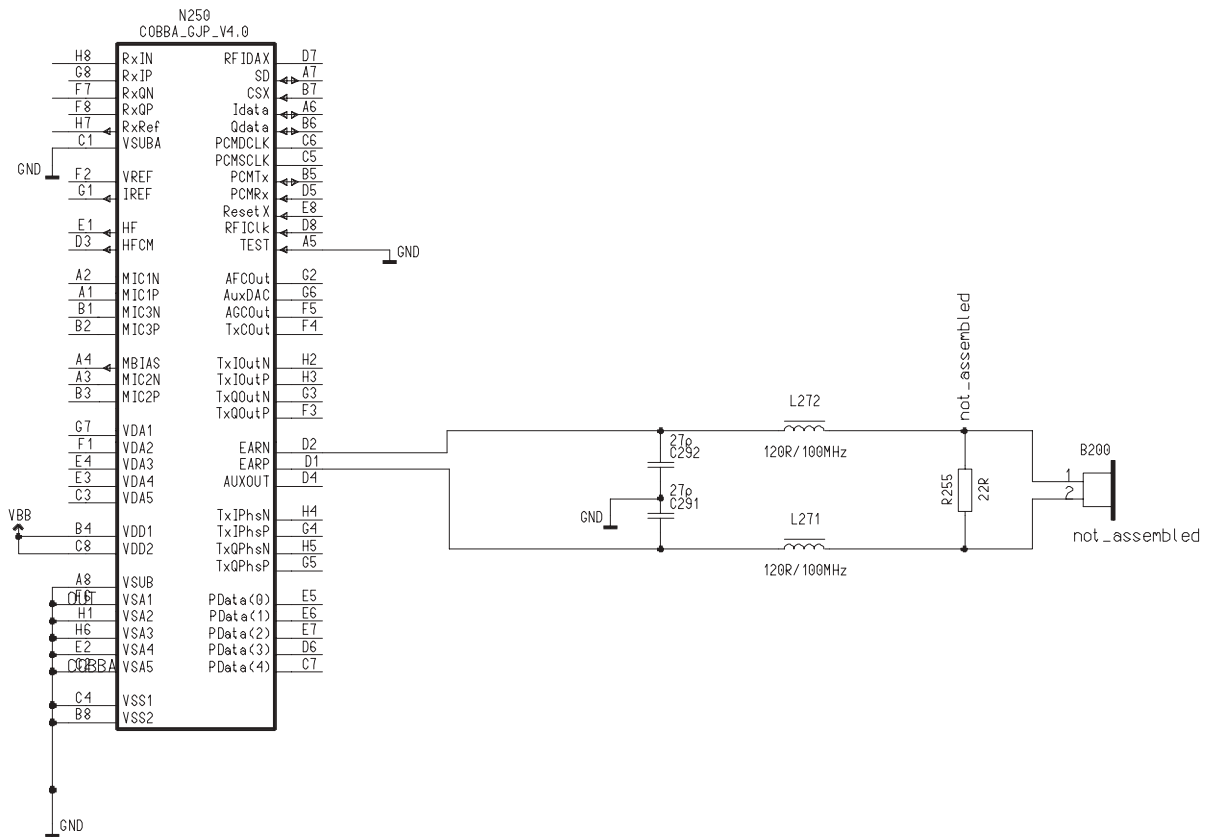 N250
COBBA_GJP_V4.0
H8 RxIN RFIDAX D7
G8 RxIP SD A7
F7 RxQN CSX B7
F8 RxQP Idata A6
H7 RxRef Qdata B6
C1 VSUBA PCMDCLK C6
PCMSCLK C5
GND
F2 VREF PCMTx B5
G1 IREF PCMRx D5
ResetX E8
E1 HF RFIClk D8
D3 HFCM TEST A5
GND
A2 MIC1N AFCOut G2
A1 MIC1P AuxDAC G6
B1 MIC3N AGCOut F5
B2 MIC3P TxCOut F4
A4 MBIAS TxIOutN H2
A3 MIC2N TxIOutP H3
B3 MIC2P TxQOutN G3
TxQOutP F3
G7 VDA1
F1 VDA2 EARN D2
E4 VDA3 EARP D1
E3 VDA4 AUXOUT D4
C3 VDA5
VBB
TxIPhsN H4
B4 VDD1 TxIPhsP G4
C8 VDD2 TxQPhsN H5
TxQPhsP G5
A8 VSUB
OUT VSA1 PData(0) E5
H1 VSA2 PData(1) E6
H6 VSA3 PData(2) E7
E2 VSA4 PData(3) D6
COBBA VSA5 PData(4) C7
C4 VSS1
B8 VSS2
GND
27p
C292
27p
C291
GND
L272
120R/100MHz
L271
120R/100MHz
not_assembled
R255
22R
B200
1
2
not_assembled